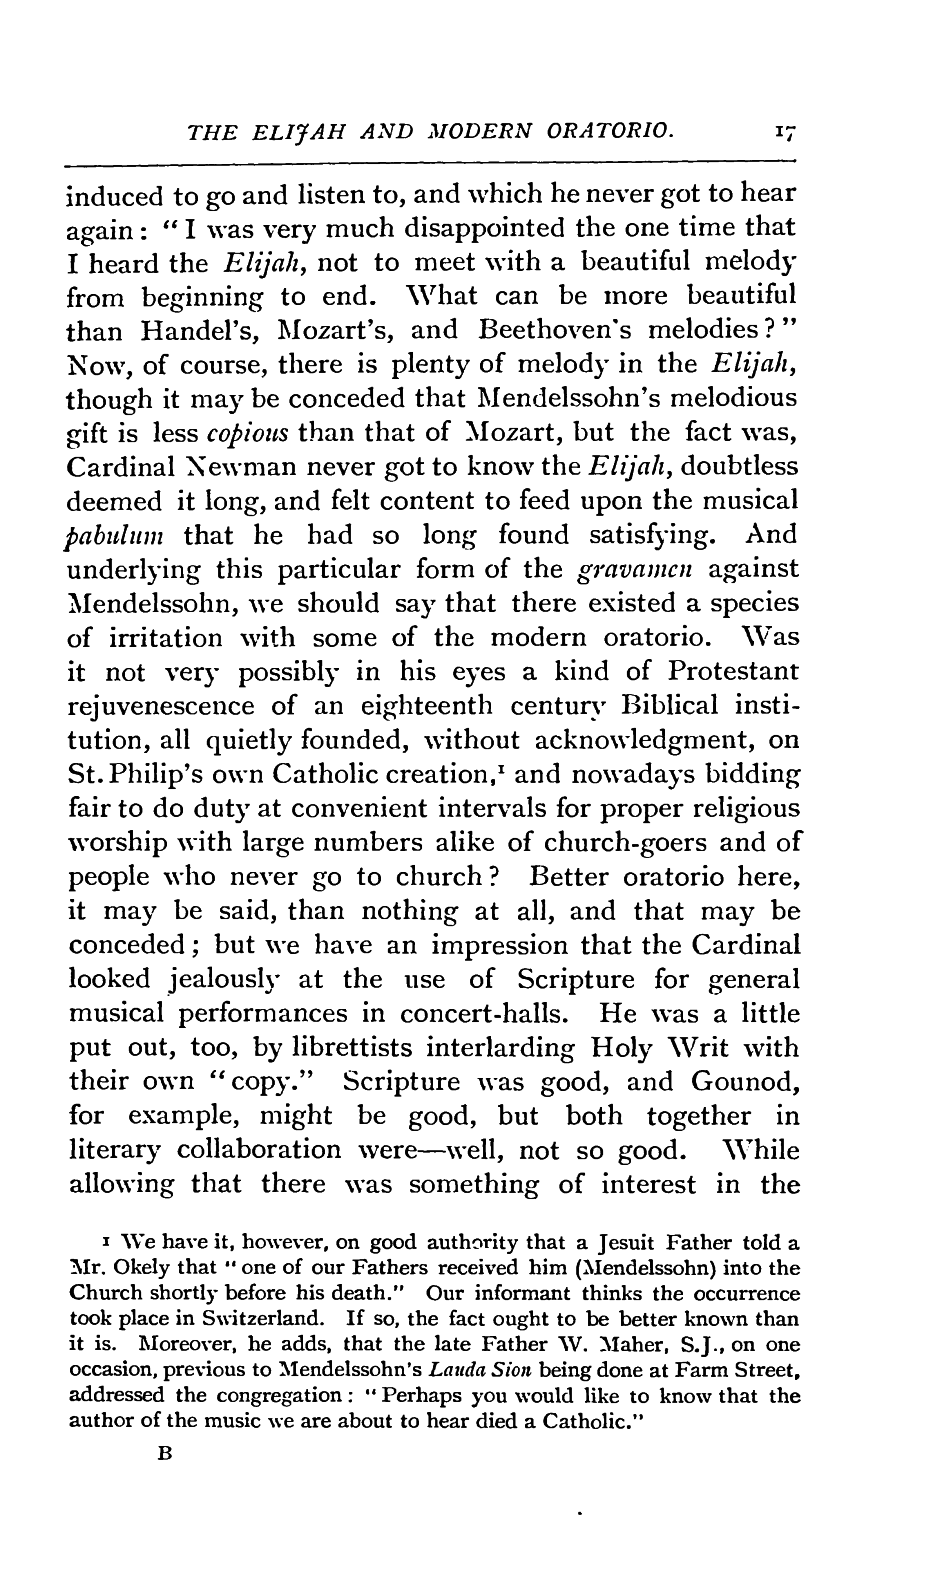 THE ELIJAH AND MODERN ORATORIO. 17
induced to go and listen to, and which he never got to hear
again : “ I was very much disappointed the one time that
I heard the Elijah, not to meet with a beautiful melody
from beginning to end. What can be more beautiful
than Handel’s, Mozart’s, and Beethoven’s melodies ? ”
Now, of course, there is plenty of melody in the Elijah,
though it may be conceded that Mendelssohn’s melodious
gift is less copious than that of Mozart, but the fact was,
Cardinal Newman never got to know the Elijah, doubtless
deemed it long, and felt content to feed upon the musical
pabulum that he had so long found satisfying. And
underlying this particular form of the gravamen against
Mendelssohn, we should say that there existed a species
of irritation with some of the modern oratorio. Was
it not very possibly in his eyes a kind of Protestant
rejuvenescence of an eighteenth century Biblical insti-
tution, all quietly founded, without acknowledgment, on
St. Philip’s own Catholic creation,¹ and nowadays bidding
fair to do duty at convenient intervals for proper religious
worship with large numbers alike of church-goers and of
people who never go to church ? Better oratorio here,
it may be said, than nothing at all, and that may be
conceded ; but we have an impression that the Cardinal
looked jealously at the use of Scripture for general
musical performances in concert-halls. He was a little
put out, too, by librettists interlarding Holy Writ with
their own “ copy.” Scripture was good, and Gounod,
for example, might be good, but both together in
literary collaboration were—well, not so good. While
allowing that there was something of interest in the
1 We have it, however, on good authority that a Jesuit Father told a
Mr. Okely that “ one of our Fathers received him (Mendelssohn) into the
Church shortly before his death.” Our informant thinks the occurrence
took place in Switzerland. If so, the fact ought to be better known than
it is. Moreover, he adds, that the late Father W. Maher, S.J., on one
occasion, previous to Mendelssohn’s Lauda Sion being done at Farm Street,
addressed the congregation : “ Perhaps you would like to know that the
author of the music we are about to hear died a Catholic.”
B